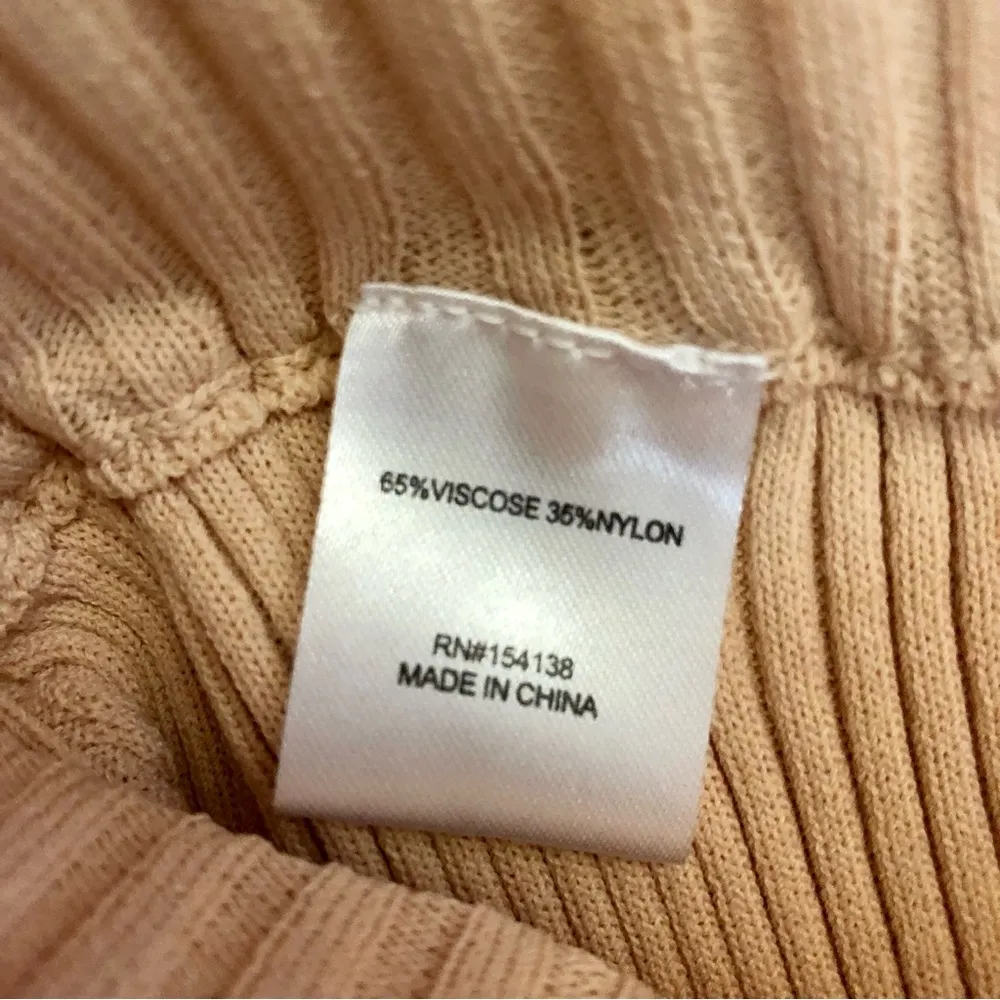 65%VISCOSE 35%NYLON
RN#154138
MADE IN CHINA